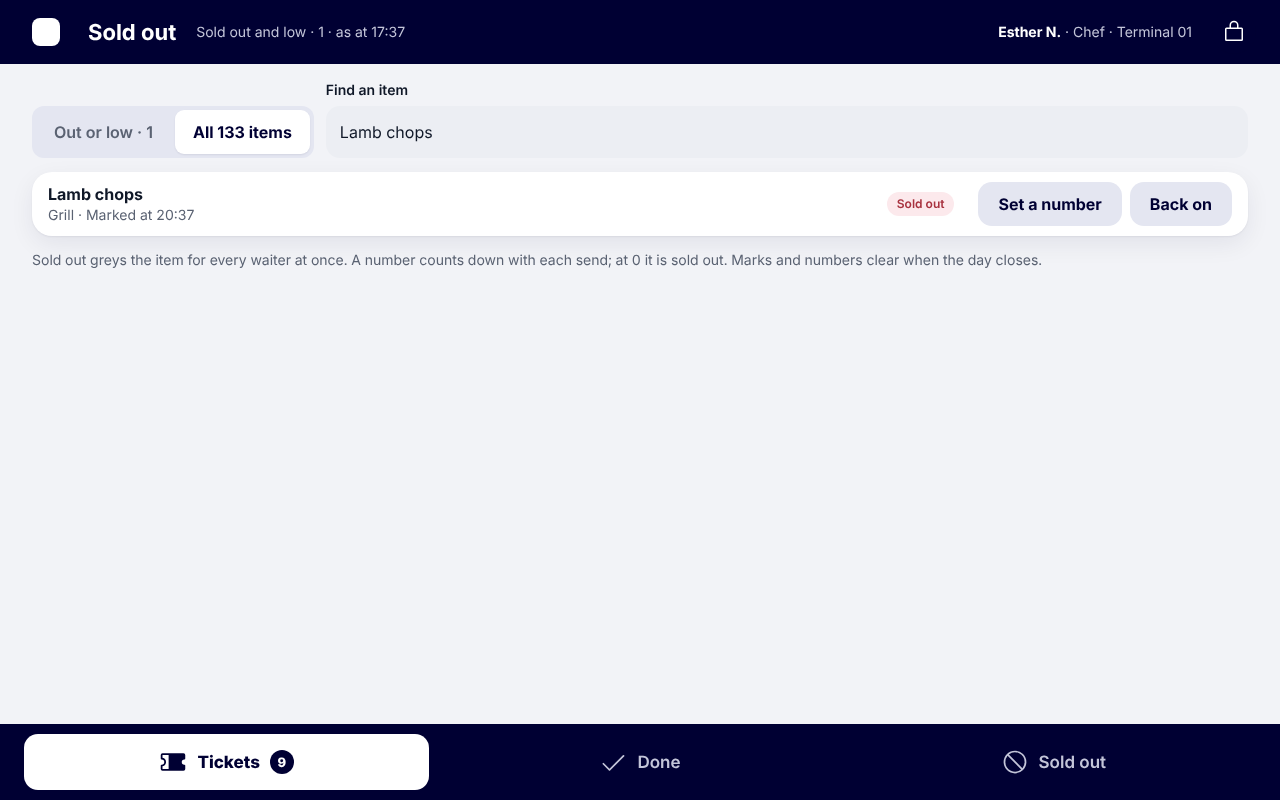 Sold out
Sold out and low · 1 · as at 17:37
Esther N. · Chef · Terminal 01
Find an item
Out or low · 1
All 133 items
Lamb chops
Lamb chops
Grill · Marked at 20:37
Sold out
Set a number
Back on
Sold out greys the item for every waiter at once. A number counts down with each send; at 0 it is sold out. Marks and numbers clear when the day closes.
Tickets 9
Done
Sold out